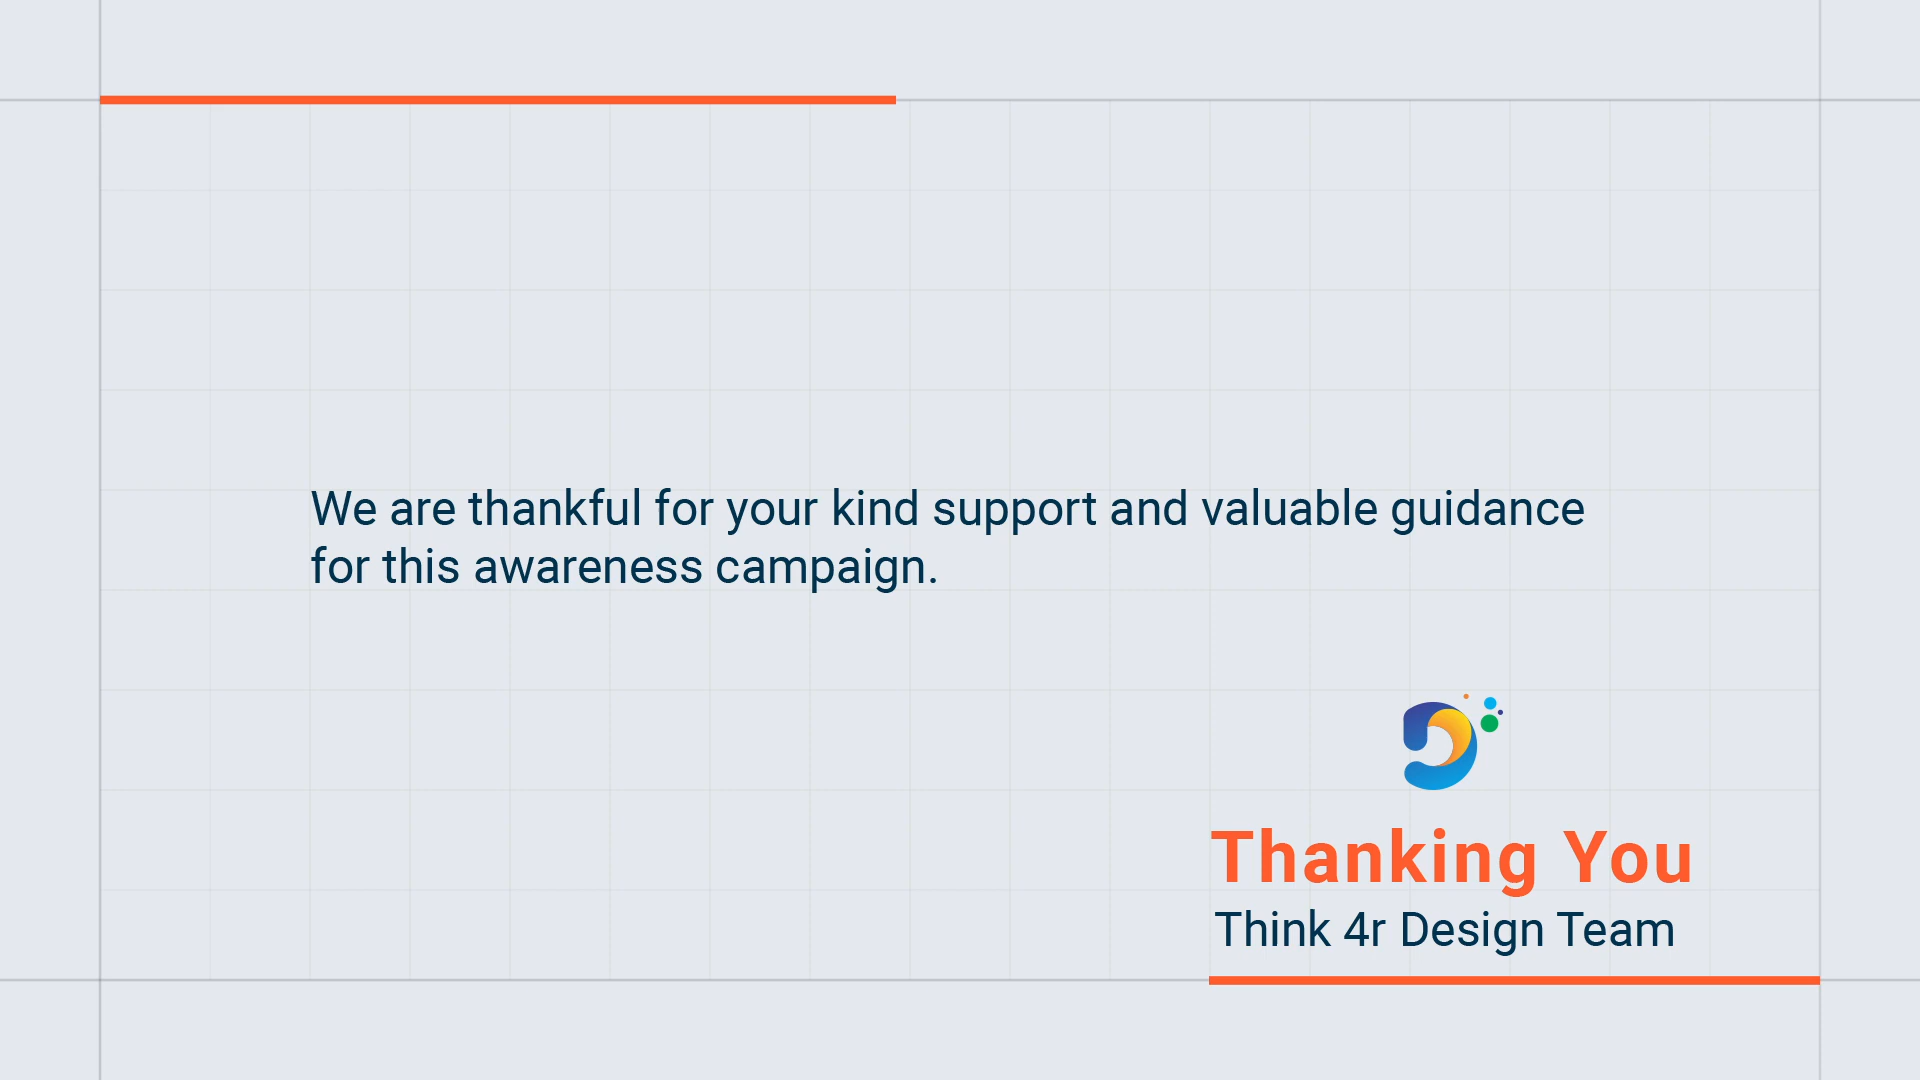 We are thankful for your kind support and valuable guidance
for this awareness campaign.
Thanking You
Think 4r Design Team